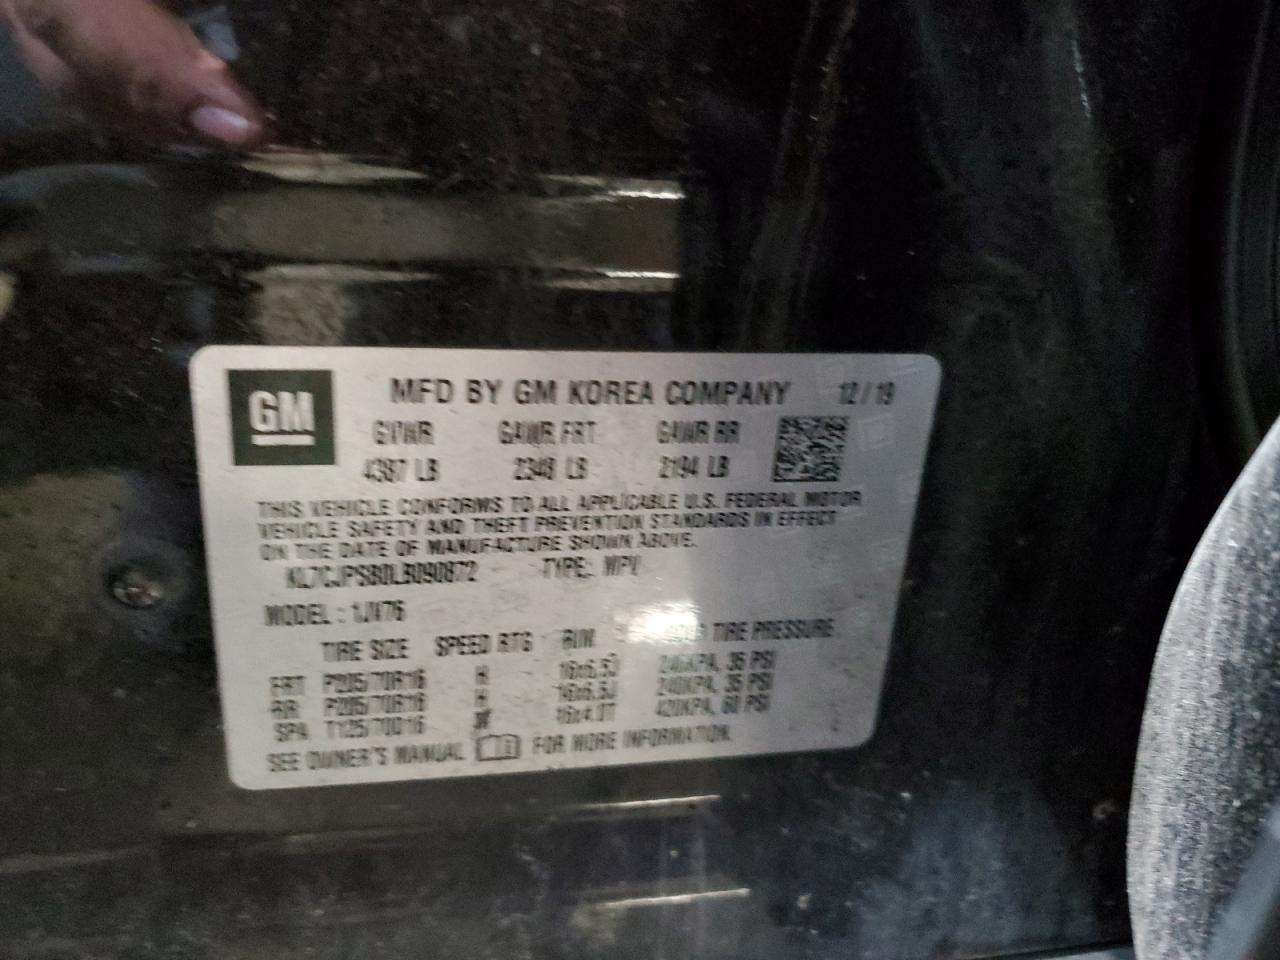 GM
MFD BY GM KOREA COMPANY 12/19
GVWR GAWR FRT GAWR RR
4387 LB 2348 LB 2194 LB
THIS VEHICLE CONFORMS TO ALL APPLICABLE U.S. FEDERAL MOTOR
VEHICLE SAFETY AND THEFT PREVENTION STANDARDS IN EFFECT
ON THE DATE OF MANUFACTURE SHOWN ABOVE.
KL7CJPSB0LB090872 TYPE: MPV
MODEL : 1JV76
TIRE SIZE SPEED RTG RIM TIRE PRESSURE
FRT P205/70R16 H 16x6.5J 240KPA, 35 PSI
RR P205/70R16 H 16x6.5J 240KPA, 35 PSI
SPA T125/70D16 M 16x4.0T 420KPA, 60 PSI
SEE OWNER'S MANUAL FOR MORE INFORMATION.